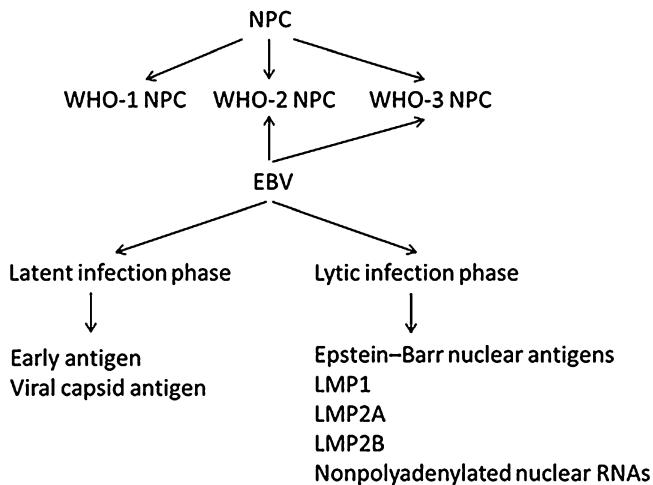 NPC
WHO-1 NPC WHO-2 NPC WHO-3 NPC
EBV
Latent infection phase
Lytic infection phase
Early antigen
Viral capsid antigen
Epstein–Barr nuclear antigens
LMP1
LMP2A
LMP2B
Nonpolyadenylated nuclear RNAs